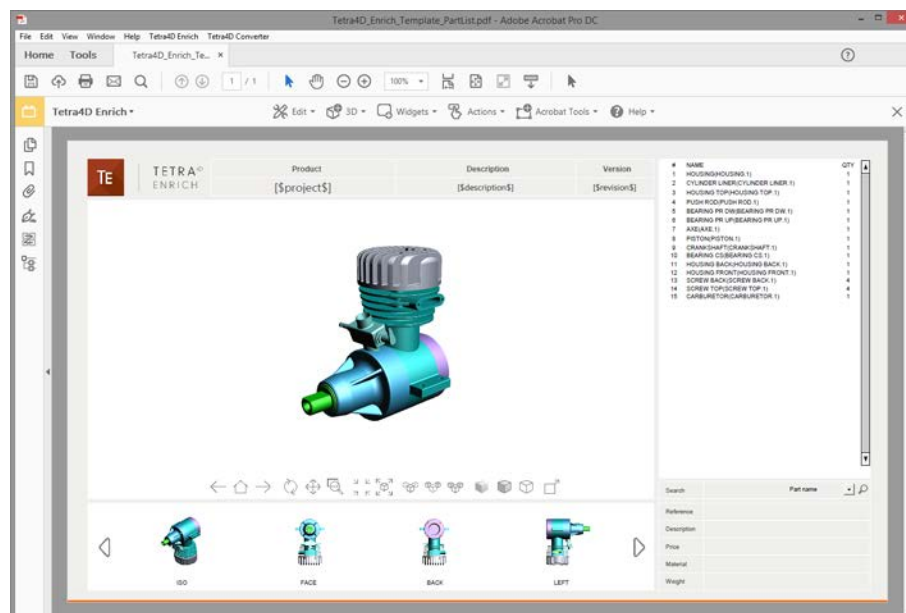 Tetra4D_Enrich_Template_PartList.pdf - Adobe Acrobat Pro DC
File Edit View Window Help Tetra4D Enrich Tetra4D Converter
Home Tools Tetra4D_Enrich_Te... ×
1 / 1 100%
Tetra4D Enrich Edit 3D Widgets Actions Acrobat Tools Help
TE TETRA4D ENRICH
Product Description Version
[$project$] [$description$] [$revision$]
# NAME QTY
1 HOUSING(HOUSING.1) 1
2 CYLINDER LINER(CYLINDER LINER.1) 1
3 HOUSING TOP(HOUSING TOP.1) 1
4 PUSH ROD(PUSH ROD.1) 1
5 BEARING PR DW(BEARING PR DW.1) 1
6 BEARING PR UP(BEARING PR UP.1) 1
7 AXE(AXE.1) 1
8 PISTON(PISTON.1) 1
9 CRANKSHAFT(CRANKSHAFT.1) 1
10 BEARING CS(BEARING CS.1) 1
11 HOUSING BACK(HOUSING BACK.1) 1
12 HOUSING FRONT(HOUSING FRONT.1) 1
13 SCREW BACK(SCREW BACK.1) 4
14 SCREW TOP(SCREW TOP.1) 4
15 CARBURETOR(CARBURETOR.1) 1
Search Part name
Reference
Description
Price
Material
Weight
ISO FACE BACK LEFT